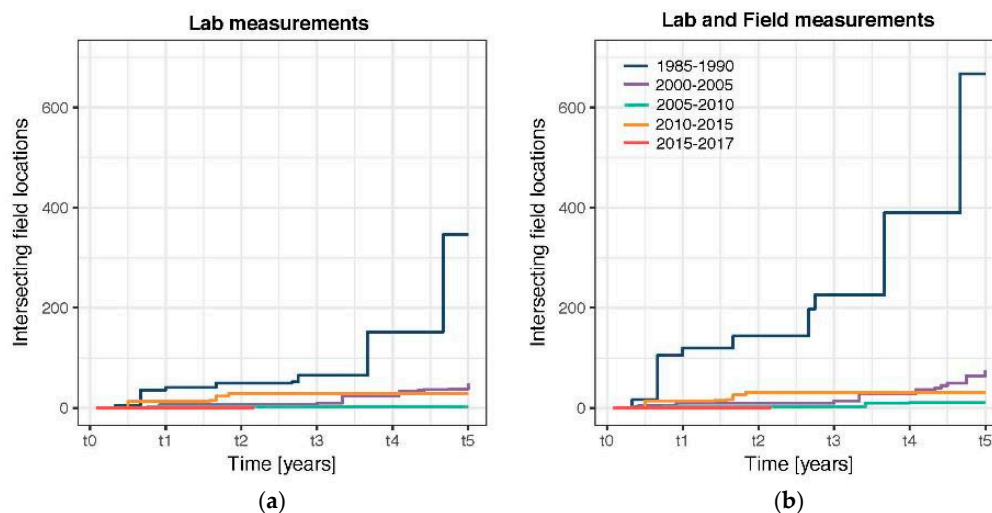 Lab measurements
Intersecting field locations
600
400
200
0
t0 t1 t2 t3 t4 t5
Time [years]
(a)
Lab and Field measurements
Intersecting field locations
600
400
200
0
1985-1990
2000-2005
2005-2010
2010-2015
2015-2017
t0 t1 t2 t3 t4 t5
Time [years]
(b)